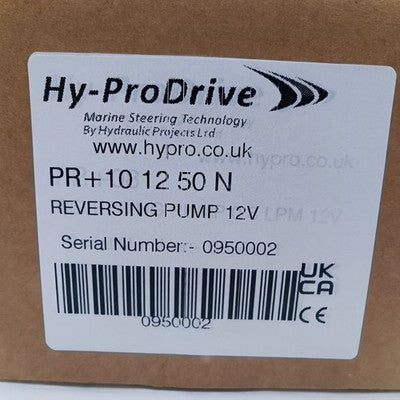 Hy-ProDrive
Marine Steering Technology
By Hydraulic Projects Ltd
www.hypro.co.uk
PR+10 12 50 N
REVERSING PUMP 12V
Serial Number:- 0950002
UK
CA
0950002
CE